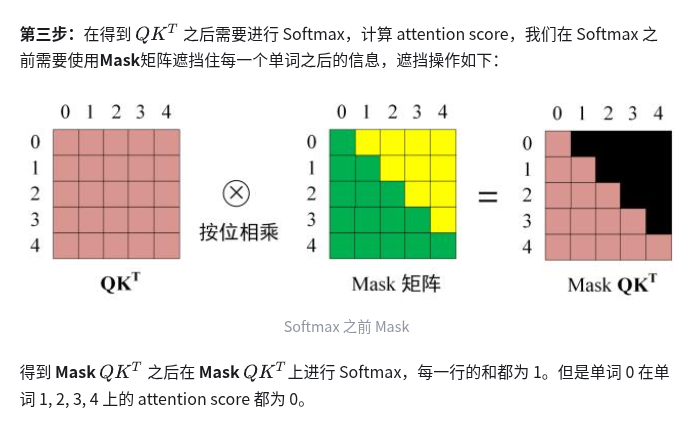 第三步：在得到 QK^T 之后需要进行 Softmax，计算 attention score，我们在 Softmax 之
前需要使用Mask矩阵遮挡住每一个单词之后的信息，遮挡操作如下：
0 1 2 3 4
0
1
2
3
4
QK^T
⊗
按位相乘
0 1 2 3 4
0
1
2
3
4
Mask 矩阵
=
0 1 2 3 4
0
1
2
3
4
Mask QK^T
Softmax 之前 Mask
得到 Mask QK^T 之后在 Mask QK^T上进行 Softmax，每一行的和都为 1。但是单词 0 在单
词 1, 2, 3, 4 上的 attention score 都为 0。